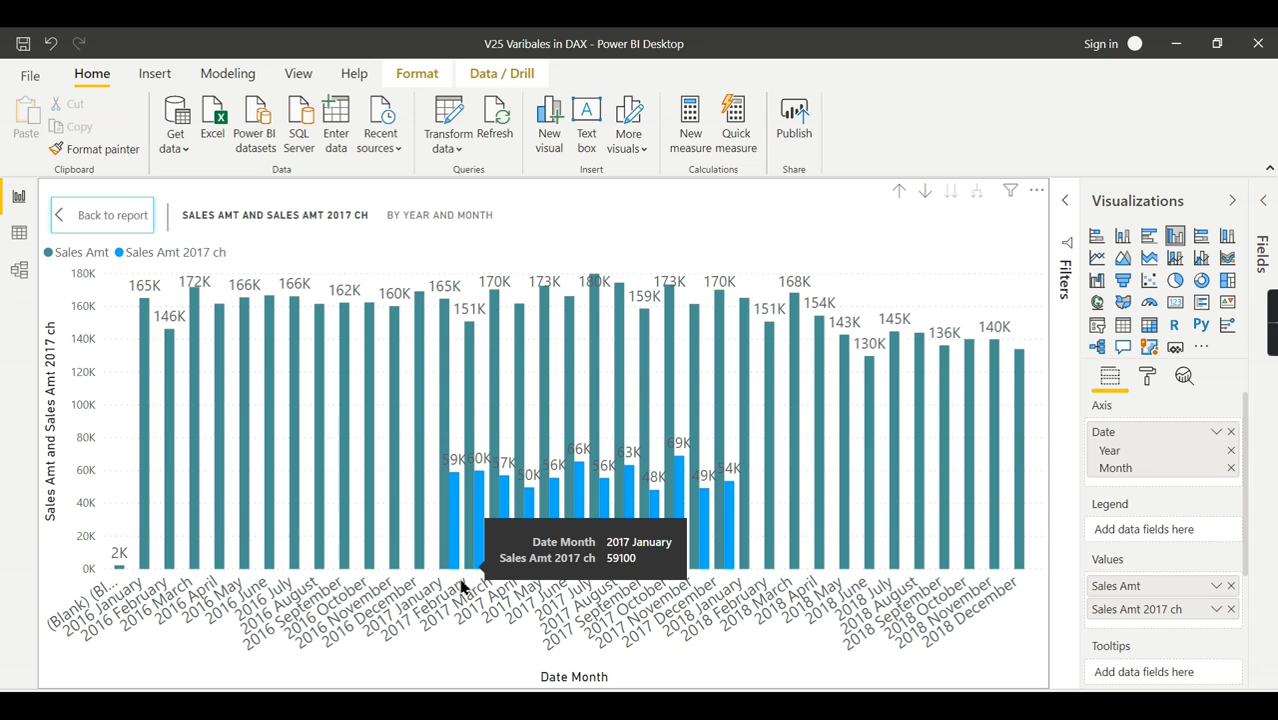 V25 Varibales in DAX - Power BI Desktop
Sign in
File Home Insert Modeling View Help Format Data / Drill
Paste
Cut
Copy
Format painter
Get data
Excel
Power BI datasets
SQL Server
Enter data
Recent sources
Transform data
Refresh
New visual
Text box
More visuals
New measure
Quick measure
Publish
Clipboard
Data
Queries
Insert
Calculations
Share
Back to report
SALES AMT AND SALES AMT 2017 CH
BY YEAR AND MONTH
Sales Amt Sales Amt 2017 ch
Sales Amt and Sales Amt 2017 ch
180K
160K
140K
120K
100K
80K
60K
40K
20K
0K
2K
165K
146K
172K
166K
166K
162K
160K
165K
151K
170K
173K
180K
159K
173K
170K
151K
168K
154K
143K
130K
145K
136K
140K
59K
60K
57K
50K
56K
66K
56K
63K
48K
69K
49K
54K
Date Month 2017 January
Sales Amt 2017 ch 59100
(Blank) (Bl...
2016 January
2016 February
2016 March
2016 April
2016 May
2016 June
2016 July
2016 August
2016 September
2016 October
2016 November
2016 December
2017 January
2017 February
2017 March
2017 April
2017 May
2017 June
2017 July
2017 August
2017 September
2017 October
2017 November
2017 December
2018 January
2018 February
2018 March
2018 April
2018 May
2018 June
2018 July
2018 August
2018 September
2018 October
2018 November
2018 December
Date Month
Filters
Visualizations
R
Py
Axis
Date
Year
Month
Legend
Add data fields here
Values
Sales Amt
Sales Amt 2017 ch
Tooltips
Add data fields here
Fields